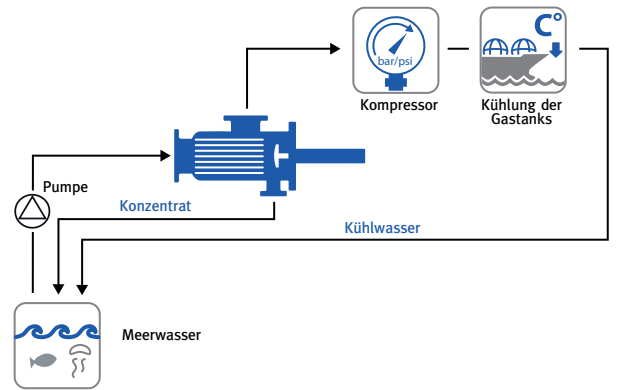 C°
bar/psi
Kompressor
Kühlung der
Gastanks
Pumpe
Konzentrat
Kühlwasser
Meerwasser